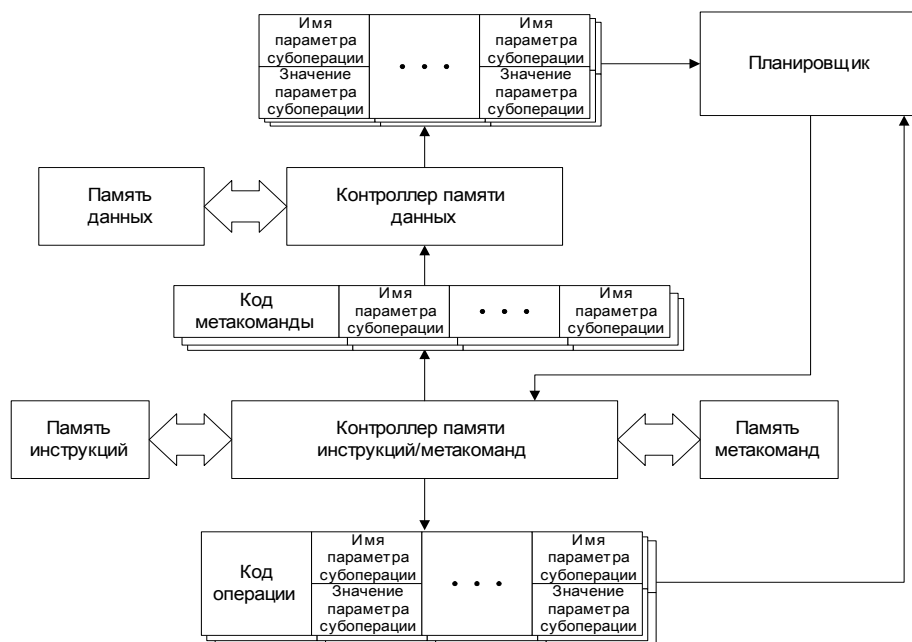 Имя
параметра
субоперации
Значение
параметра
субоперации
• • •
Имя
параметра
субоперации
Значение
параметра
субоперации
Планировщик
Память
данных
Контроллер памяти
данных
Код
метакоманды
Имя
параметра
субоперации
• • •
Имя
параметра
субоперации
Память
инструкций
Контроллер памяти
инструкций/метакоманд
Память
метакоманд
Код
операции
Имя
параметра
субоперации
Значение
параметра
субоперации
• • •
Имя
параметра
субоперации
Значение
параметра
субоперации